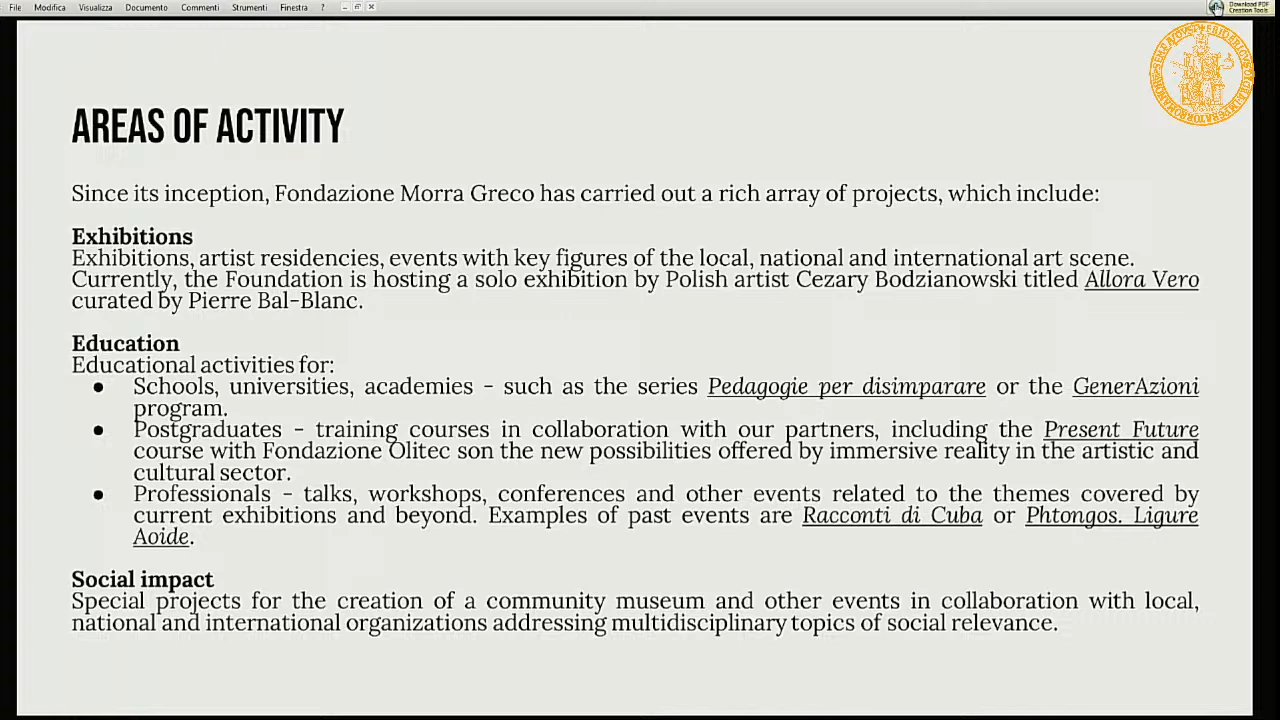 File Modifica Visualizza Documento Commenti Strumenti Finestra ?
Download PDF
Creation Tools
AREAS OF ACTIVITY
Since its inception, Fondazione Morra Greco has carried out a rich array of projects, which include:
Exhibitions
Exhibitions, artist residencies, events with key figures of the local, national and international art scene.
Currently, the Foundation is hosting a solo exhibition by Polish artist Cezary Bodzianowski titled Allora Vero
curated by Pierre Bal-Blanc.
Education
Educational activities for:
● Schools, universities, academies - such as the series Pedagogie per disimparare or the GenerAzioni
program.
● Postgraduates - training courses in collaboration with our partners, including the Present Future
course with Fondazione Olitec son the new possibilities offered by immersive reality in the artistic and
cultural sector.
● Professionals - talks, workshops, conferences and other events related to the themes covered by
current exhibitions and beyond. Examples of past events are Racconti di Cuba or Phtongos. Ligure
Aoide.
Social impact
Special projects for the creation of a community museum and other events in collaboration with local,
national and international organizations addressing multidisciplinary topics of social relevance.